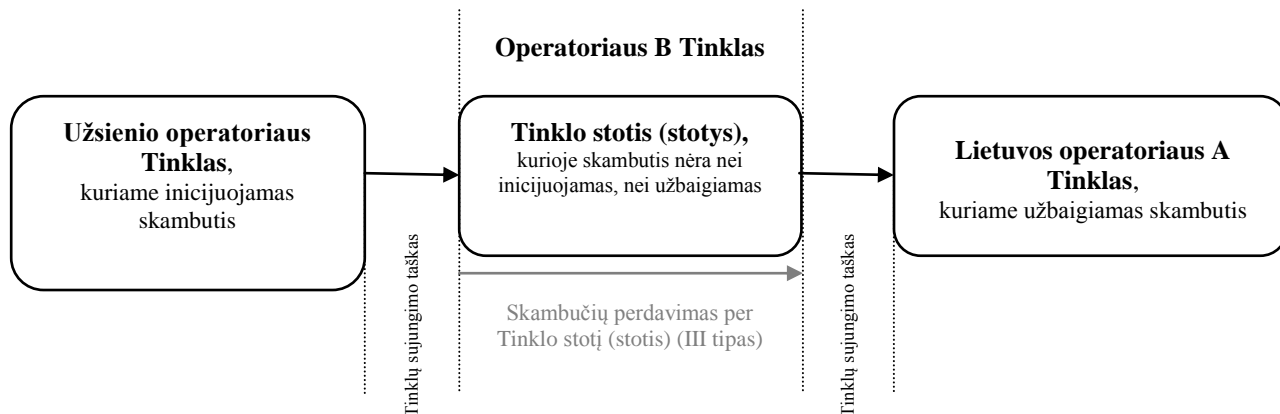 Operatoriaus B Tinklas
Užsienio operatoriaus
Tinklas,
kuriame inicijuojamas
skambutis
Tinklo stotis (stotys),
kurioje skambutis nėra nei
inicijuojamas, nei užbaigiamas
Lietuvos operatoriaus A
Tinklas,
kuriame užbaigiamas skambutis
Tinklų sujungimo taškas
Skambučių perdavimas per
Tinklo stotį (stotis) (III tipas)
Tinklų sujungimo taškas